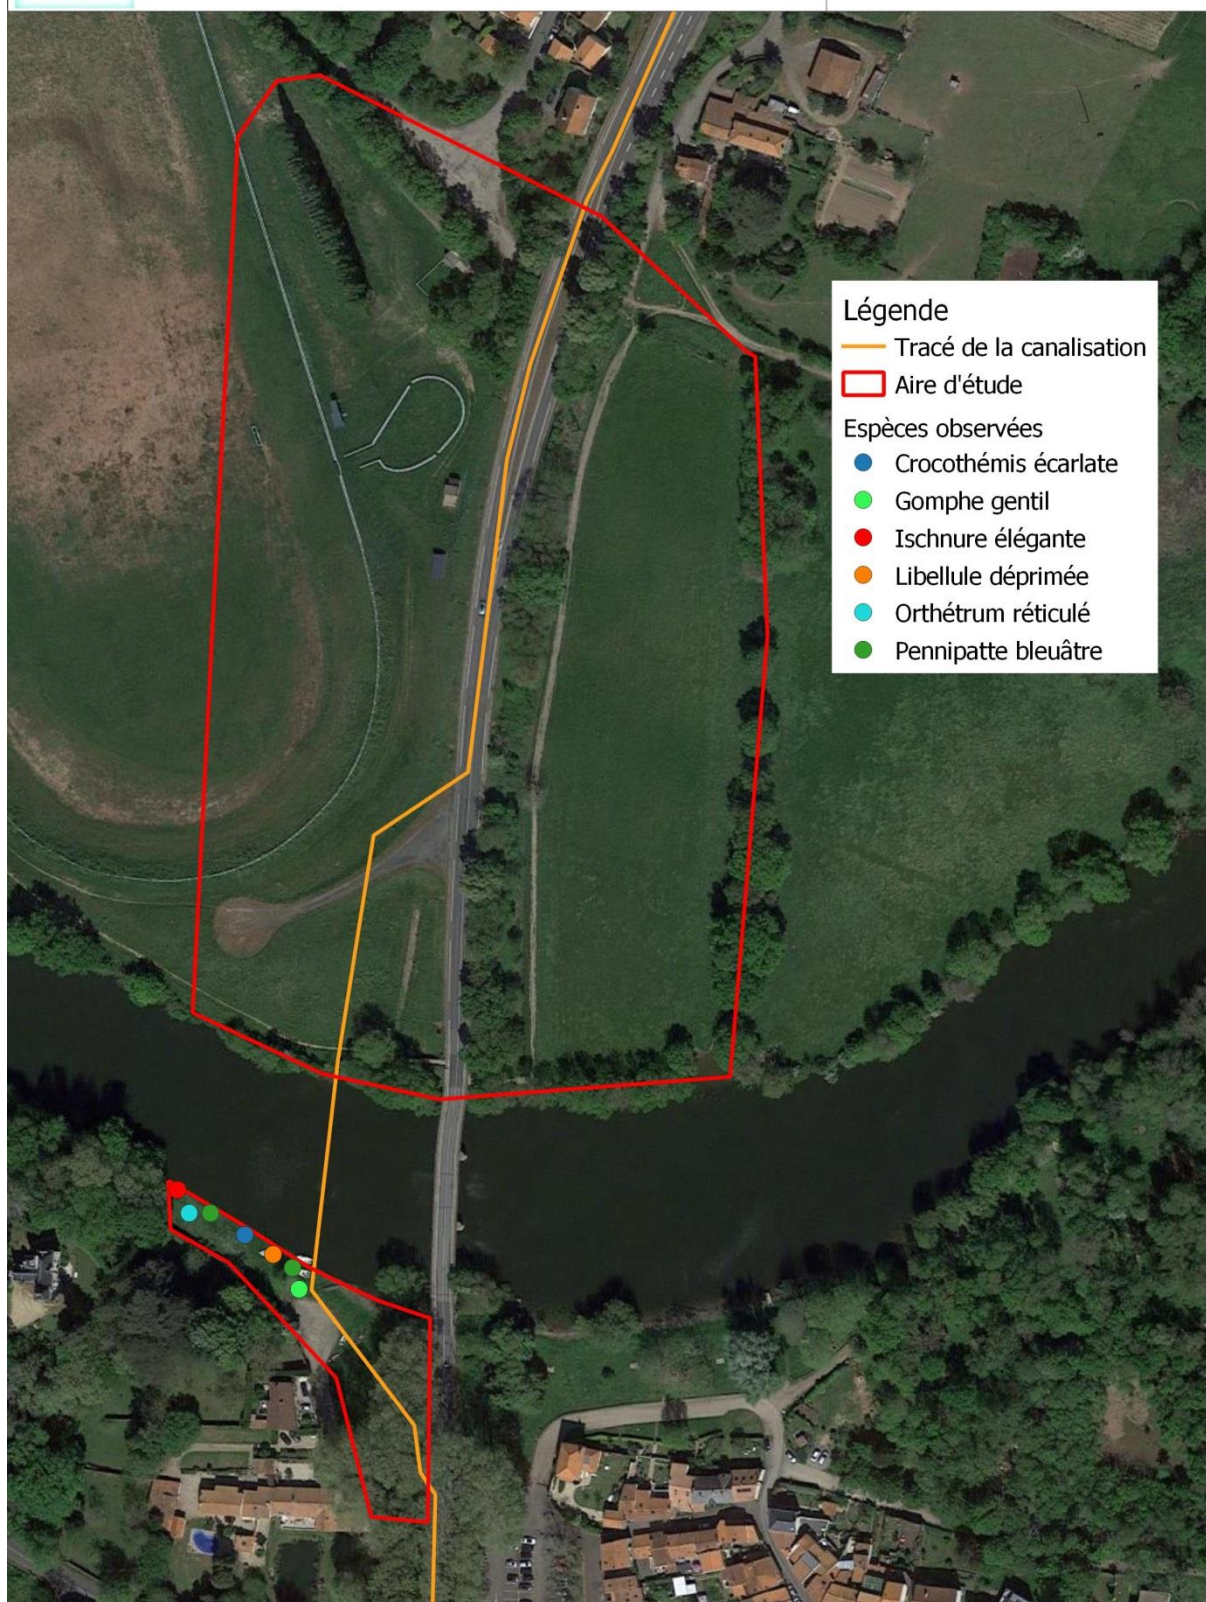 Légende
Tracé de la canalisation
Aire d'étude
Espèces observées
Crocothémis écarlate
Gomphe gentil
Ischnure élégante
Libellule déprimée
Orthétrum réticulé
Pennipatte bleuâtre